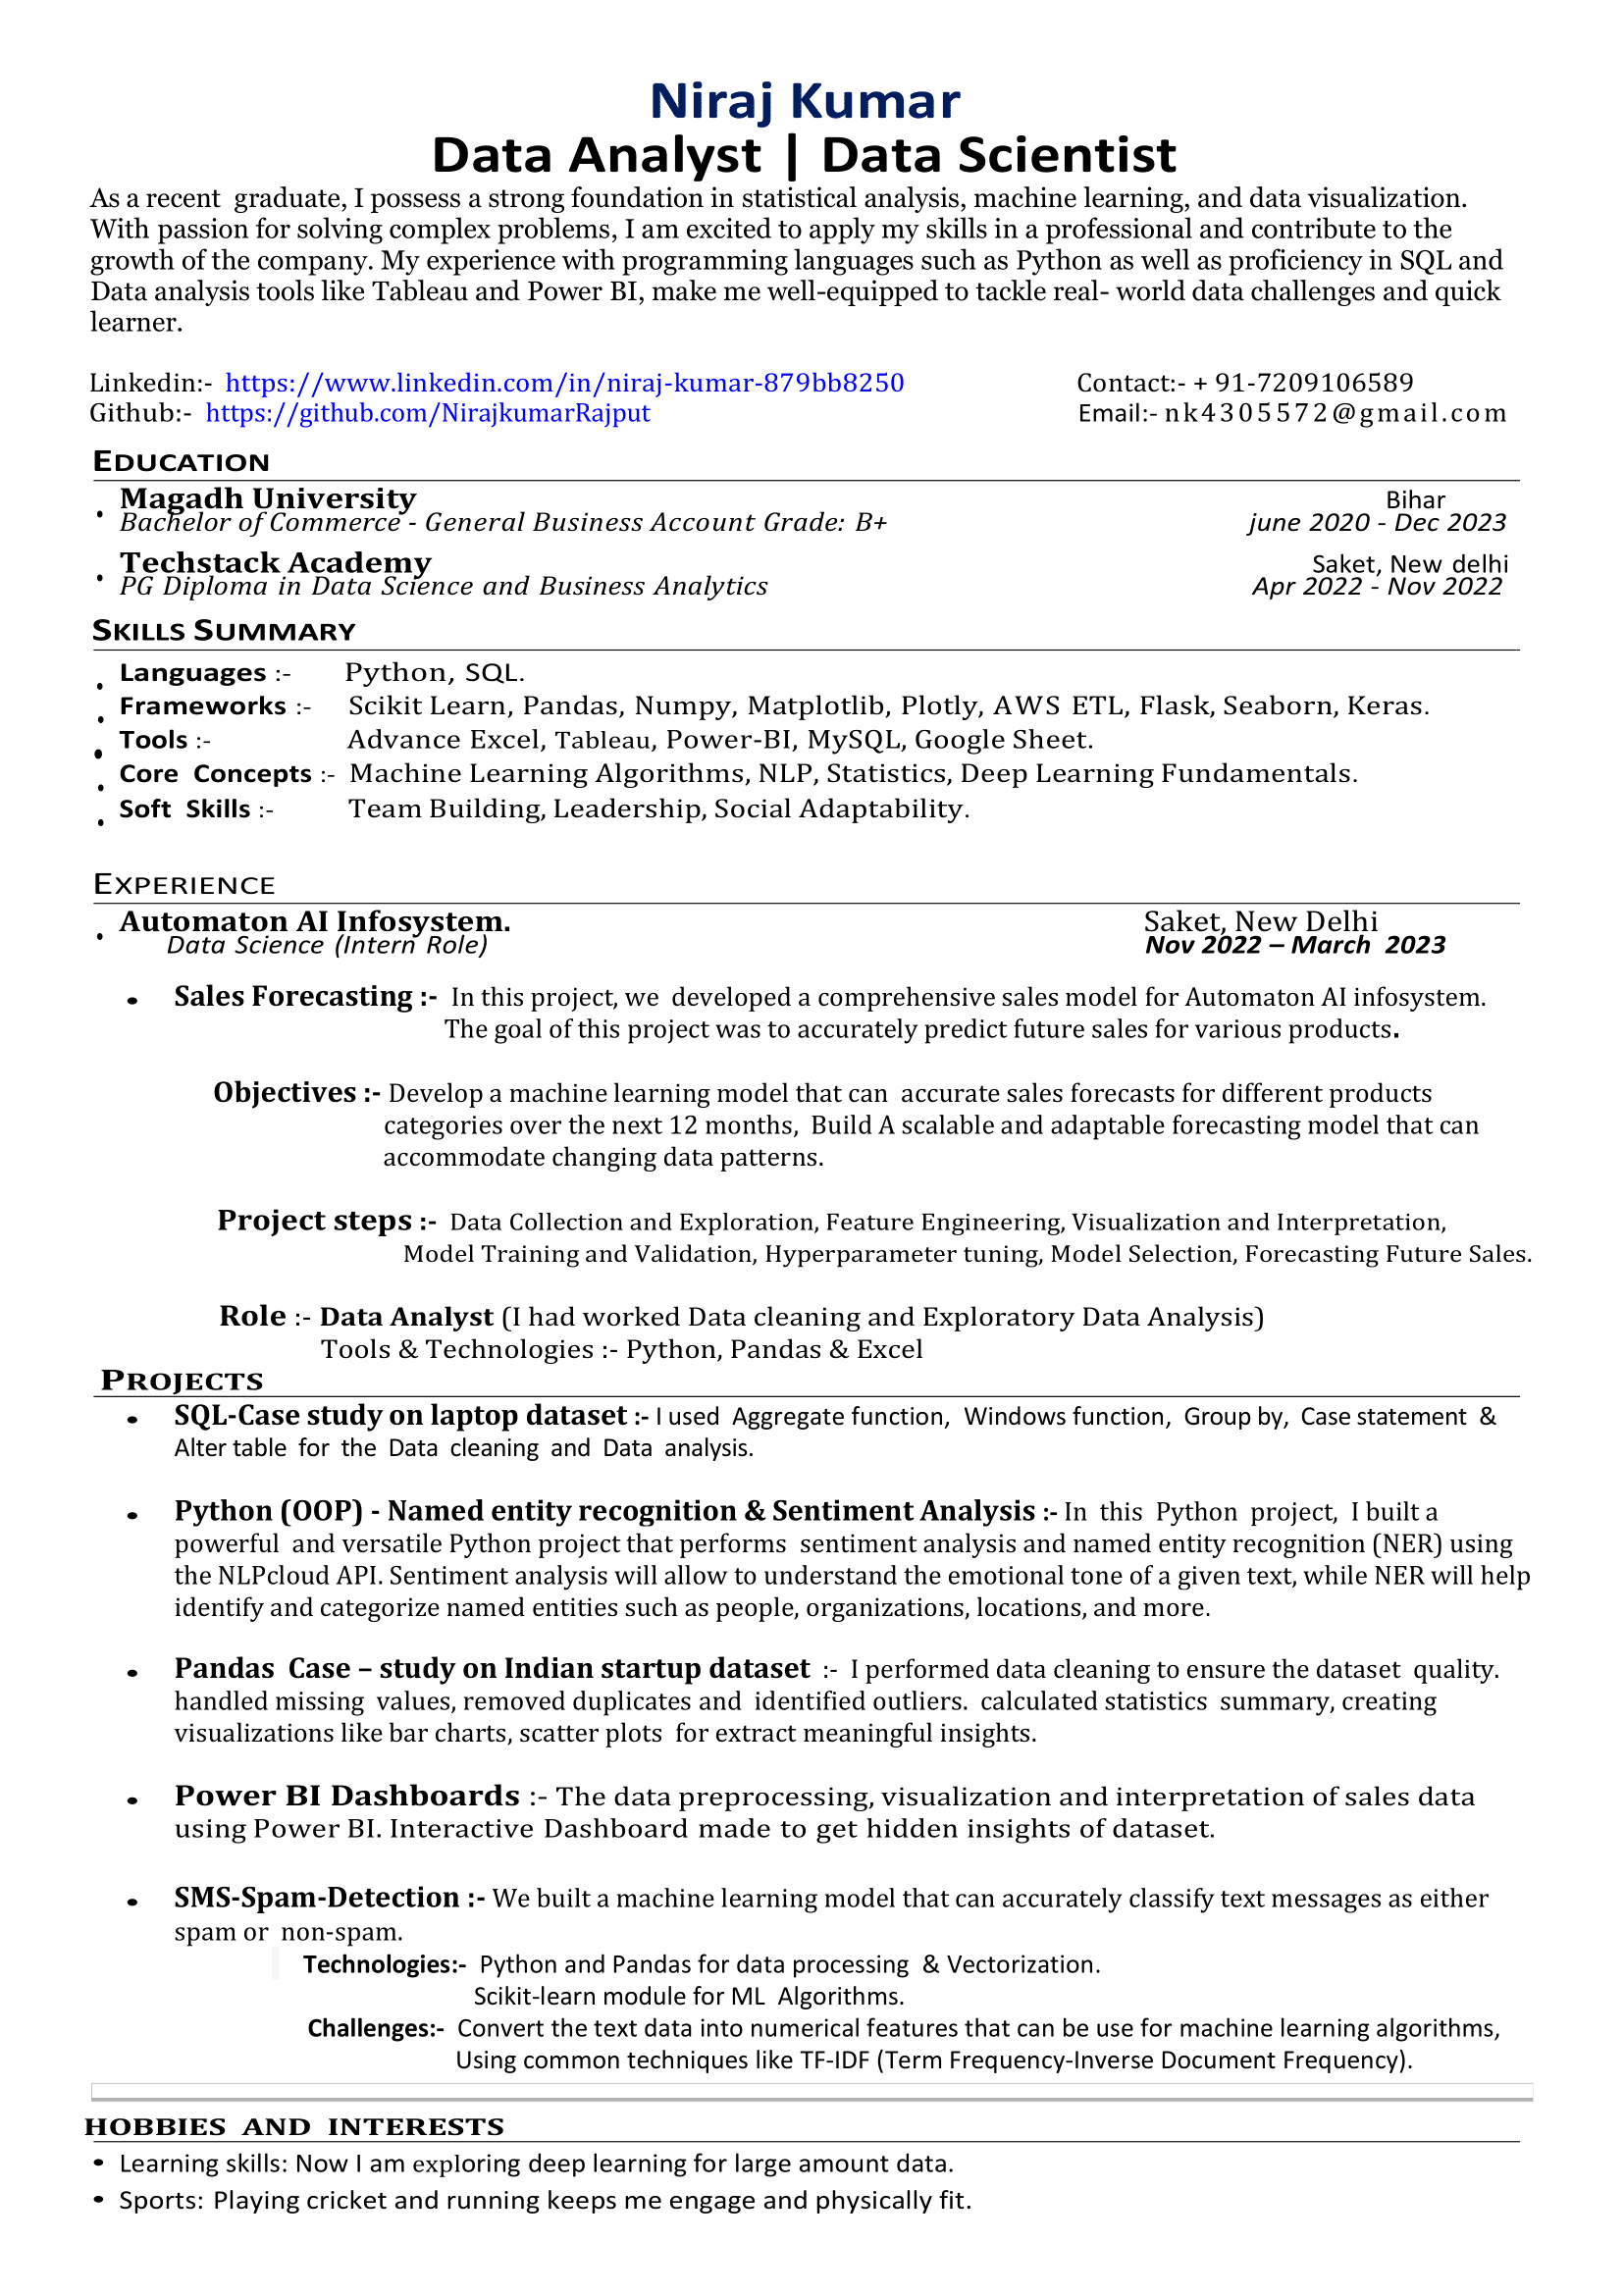 Niraj Kumar
Data Analyst | Data Scientist
As a recent graduate, I possess a strong foundation in statistical analysis, machine learning, and data visualization.
With passion for solving complex problems, I am excited to apply my skills in a professional and contribute to the
growth of the company. My experience with programming languages such as Python as well as proficiency in SQL and
Data analysis tools like Tableau and Power BI, make me well-equipped to tackle real- world data challenges and quick
learner.
Linkedin:- https://www.linkedin.com/in/niraj-kumar-879bb8250 Contact:- + 91-7209106589
Github:- https://github.com/NirajkumarRajput Email:- nk4305572@gmail.com
EDUCATION
• Magadh University Bihar
Bachelor of Commerce - General Business Account Grade: B+ june 2020 - Dec 2023
• Techstack Academy Saket, New delhi
PG Diploma in Data Science and Business Analytics Apr 2022 - Nov 2022
SKILLS SUMMARY
• Languages :- Python, SQL.
• Frameworks :- Scikit Learn, Pandas, Numpy, Matplotlib, Plotly, AWS ETL, Flask, Seaborn, Keras.
• Tools :- Advance Excel, Tableau, Power-BI, MySQL, Google Sheet.
• Core Concepts :- Machine Learning Algorithms, NLP, Statistics, Deep Learning Fundamentals.
• Soft Skills :- Team Building, Leadership, Social Adaptability.
EXPERIENCE
• Automaton AI Infosystem. Saket, New Delhi
Data Science (Intern Role) Nov 2022 – March 2023
• Sales Forecasting :- In this project, we developed a comprehensive sales model for Automaton AI infosystem.
The goal of this project was to accurately predict future sales for various products.
Objectives :- Develop a machine learning model that can accurate sales forecasts for different products
categories over the next 12 months, Build A scalable and adaptable forecasting model that can
accommodate changing data patterns.
Project steps :- Data Collection and Exploration, Feature Engineering, Visualization and Interpretation,
Model Training and Validation, Hyperparameter tuning, Model Selection, Forecasting Future Sales.
Role :- Data Analyst (I had worked Data cleaning and Exploratory Data Analysis)
Tools & Technologies :- Python, Pandas & Excel
PROJECTS
• SQL-Case study on laptop dataset :- I used Aggregate function, Windows function, Group by, Case statement &
Alter table for the Data cleaning and Data analysis.
• Python (OOP) - Named entity recognition & Sentiment Analysis :- In this Python project, I built a
powerful and versatile Python project that performs sentiment analysis and named entity recognition (NER) using
the NLPcloud API. Sentiment analysis will allow to understand the emotional tone of a given text, while NER will help
identify and categorize named entities such as people, organizations, locations, and more.
• Pandas Case – study on Indian startup dataset :- I performed data cleaning to ensure the dataset quality.
handled missing values, removed duplicates and identified outliers. calculated statistics summary, creating
visualizations like bar charts, scatter plots for extract meaningful insights.
• Power BI Dashboards :- The data preprocessing, visualization and interpretation of sales data
using Power BI. Interactive Dashboard made to get hidden insights of dataset.
• SMS-Spam-Detection :- We built a machine learning model that can accurately classify text messages as either
spam or non-spam.
Technologies:- Python and Pandas for data processing & Vectorization.
Scikit-learn module for ML Algorithms.
Challenges:- Convert the text data into numerical features that can be use for machine learning algorithms,
Using common techniques like TF-IDF (Term Frequency-Inverse Document Frequency).
HOBBIES AND INTERESTS
• Learning skills: Now I am exploring deep learning for large amount data.
• Sports: Playing cricket and running keeps me engage and physically fit.